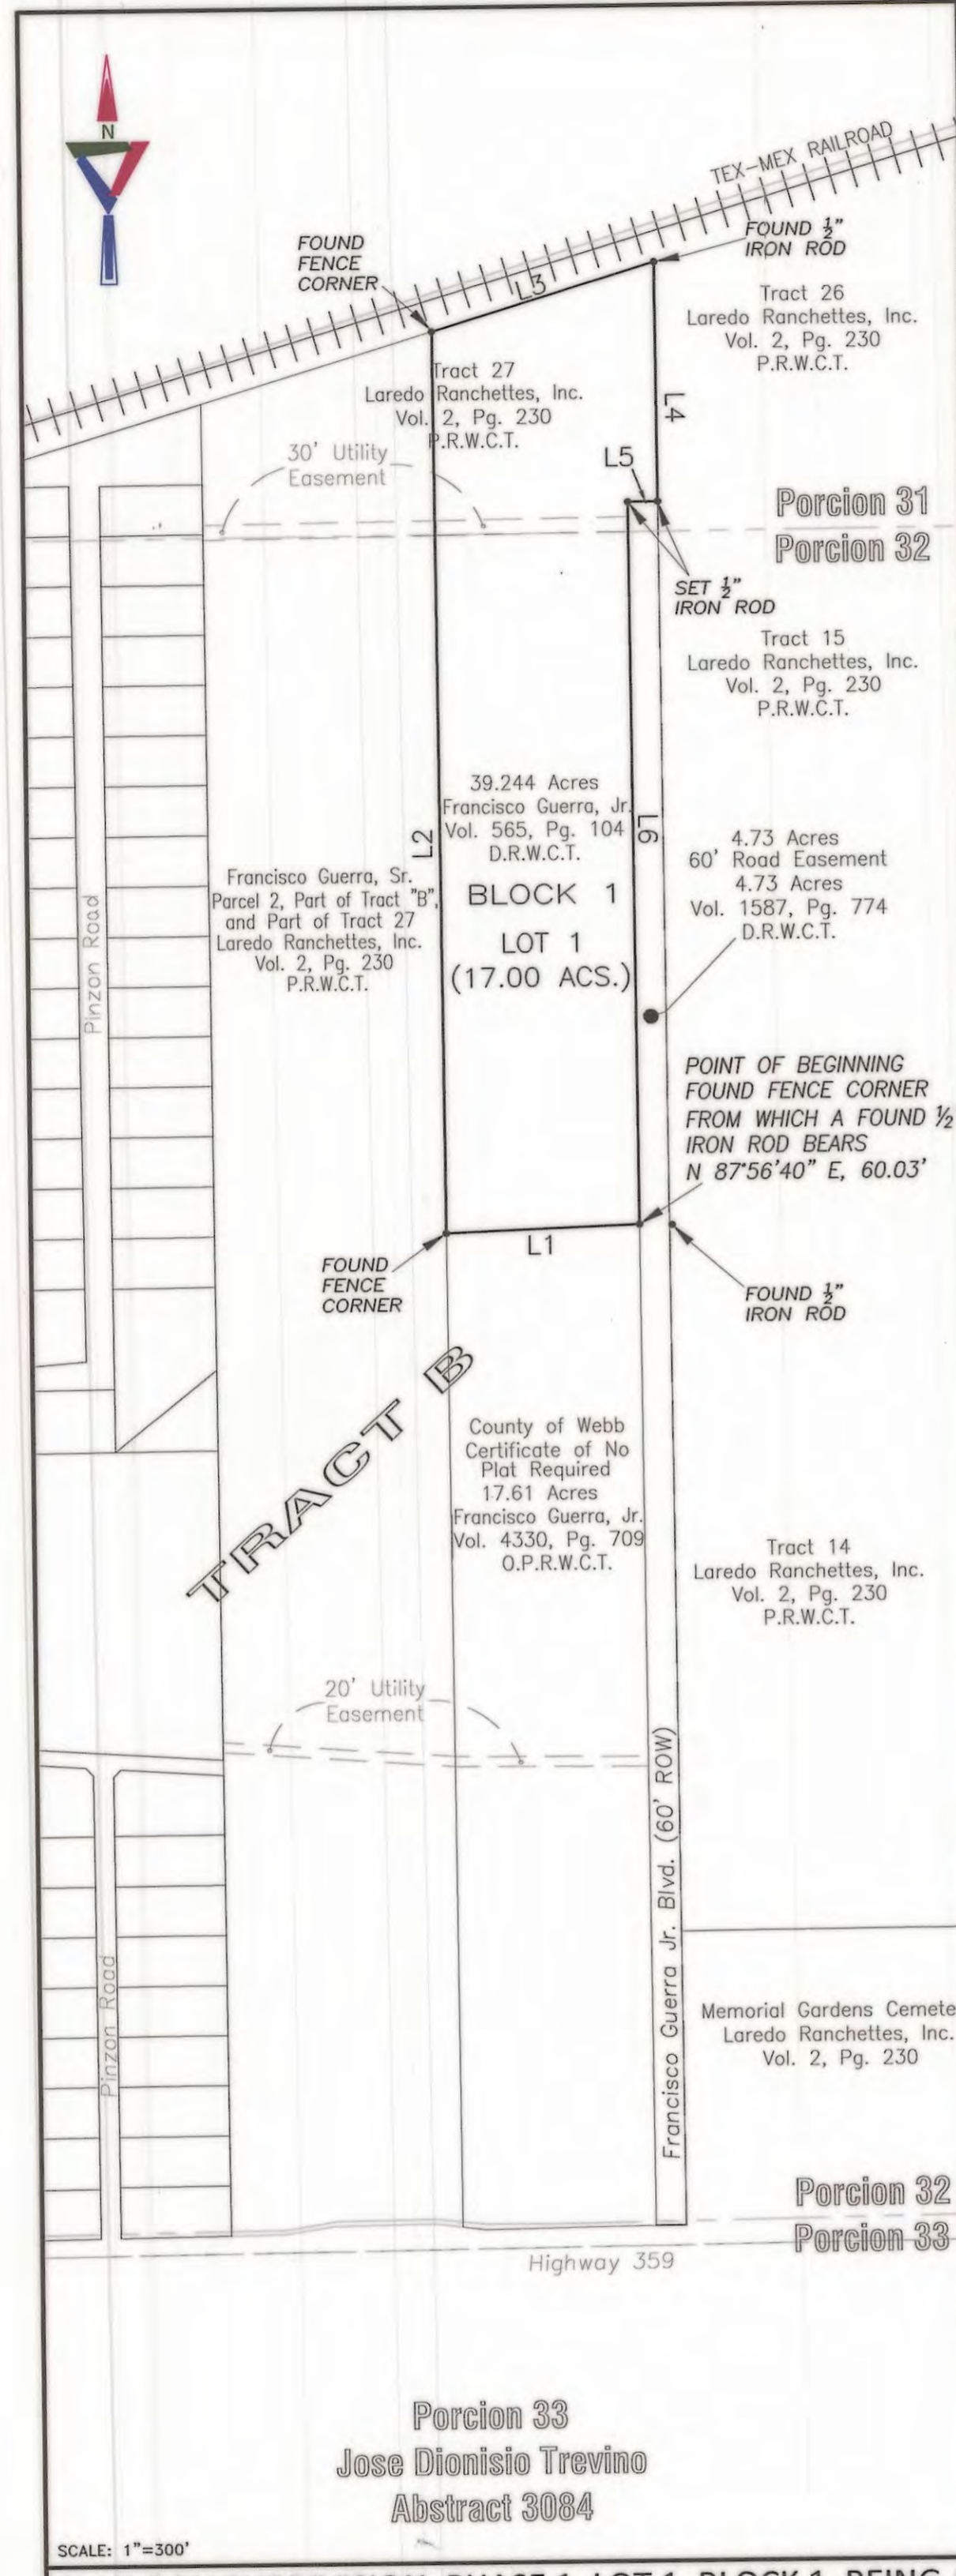 N
TEX-MEX RAILROAD
FOUND
FENCE
CORNER
FOUND ½"
IRON ROD
L3
Tract 26
Laredo Ranchettes, Inc.
Vol. 2, Pg. 230
P.R.W.C.T.
Tract 27
Laredo Ranchettes, Inc.
Vol. 2, Pg. 230
P.R.W.C.T.
L4
30' Utility
Easement
L5
Porcion 31
Porcion 32
SET ½"
IRON ROD
Tract 15
Laredo Ranchettes, Inc.
Vol. 2, Pg. 230
P.R.W.C.T.
39.244 Acres
Francisco Guerra, Jr.
Vol. 565, Pg. 104
D.R.W.C.T.
BLOCK 1
LOT 1
(17.00 ACS.)
L2
L6
4.73 Acres
60' Road Easement
4.73 Acres
Vol. 1587, Pg. 774
D.R.W.C.T.
Francisco Guerra, Sr.
Parcel 2, Part of Tract "B",
and Part of Tract 27
Laredo Ranchettes, Inc.
Vol. 2, Pg. 230
P.R.W.C.T.
Pinzon Road
POINT OF BEGINNING
FOUND FENCE CORNER
FROM WHICH A FOUND ½
IRON ROD BEARS
N 87°56'40" E, 60.03'
L1
FOUND
FENCE
CORNER
FOUND ½"
IRON ROD
TRACT B
County of Webb
Certificate of No
Plat Required
17.61 Acres
Francisco Guerra, Jr.
Vol. 4330, Pg. 709
O.P.R.W.C.T.
Tract 14
Laredo Ranchettes, Inc.
Vol. 2, Pg. 230
P.R.W.C.T.
20' Utility
Easement
Francisco Guerra Jr. Blvd. (60' ROW)
Pinzon Road
Memorial Gardens Cemete
Laredo Ranchettes, Inc.
Vol. 2, Pg. 230
Porcion 32
Porcion 33
Highway 359
Porcion 33
Jose Dionisio Trevino
Abstract 3084
SCALE: 1"=300'
PHASE 1, LOT 1, BLOCK 1, BEING